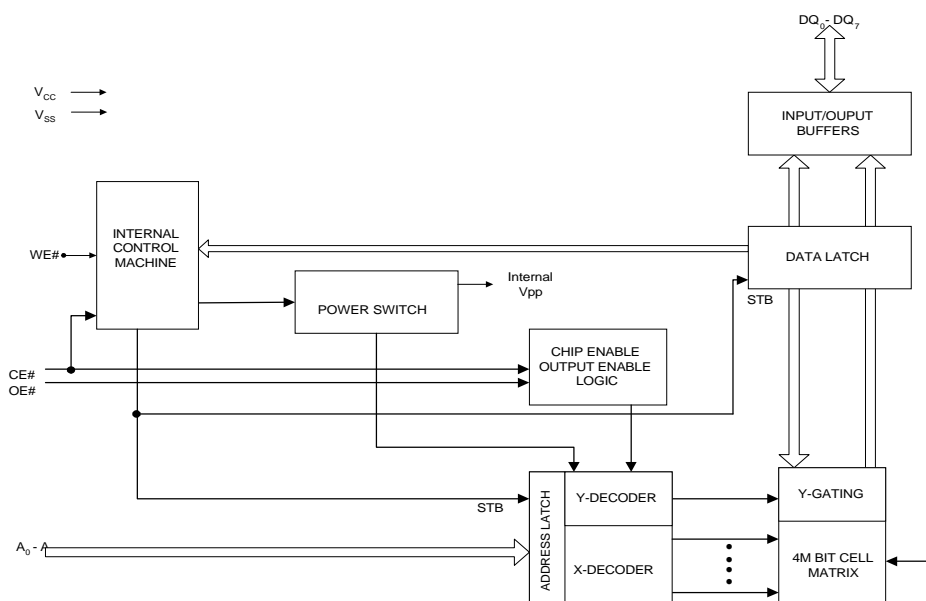 DQ0- DQ7
VCC
VSS
INPUT/OUPUT
BUFFERS
INTERNAL
CONTROL
MACHINE
WE#
DATA LATCH
STB
Internal
Vpp
POWER SWITCH
CHIP ENABLE
OUTPUT ENABLE
LOGIC
CE#
OE#
STB
ADDRESS LATCH
Y-DECODER
Y-GATING
A0 - A
X-DECODER
4M BIT CELL
MATRIX